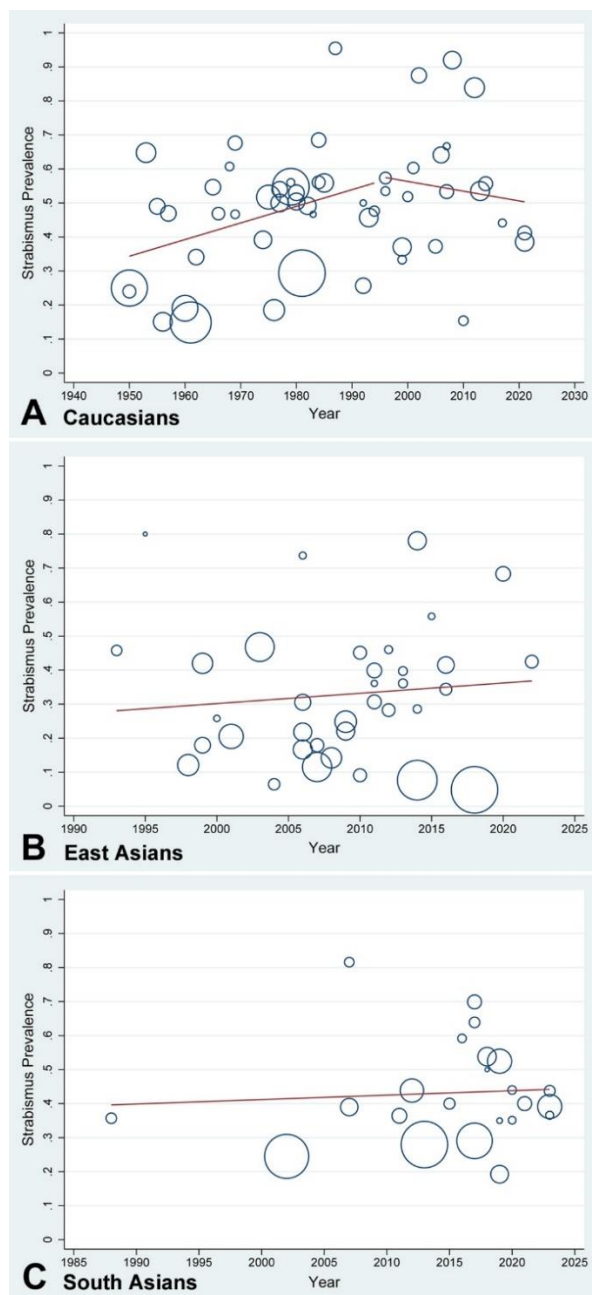 Strabismus Prevalence
1
.9
.8
.7
.6
.5
.4
.3
.2
.1
0
1940 1950 1960 1970 1980 1990 2000 2010 2020 2030
Year
A Caucasians
Strabismus Prevalence
1
.9
.8
.7
.6
.5
.4
.3
.2
.1
0
1990 1995 2000 2005 2010 2015 2020 2025
Year
B East Asians
Strabismus Prevalence
1
.9
.8
.7
.6
.5
.4
.3
.2
.1
0
1985 1990 1995 2000 2005 2010 2015 2020 2025
Year
C South Asians